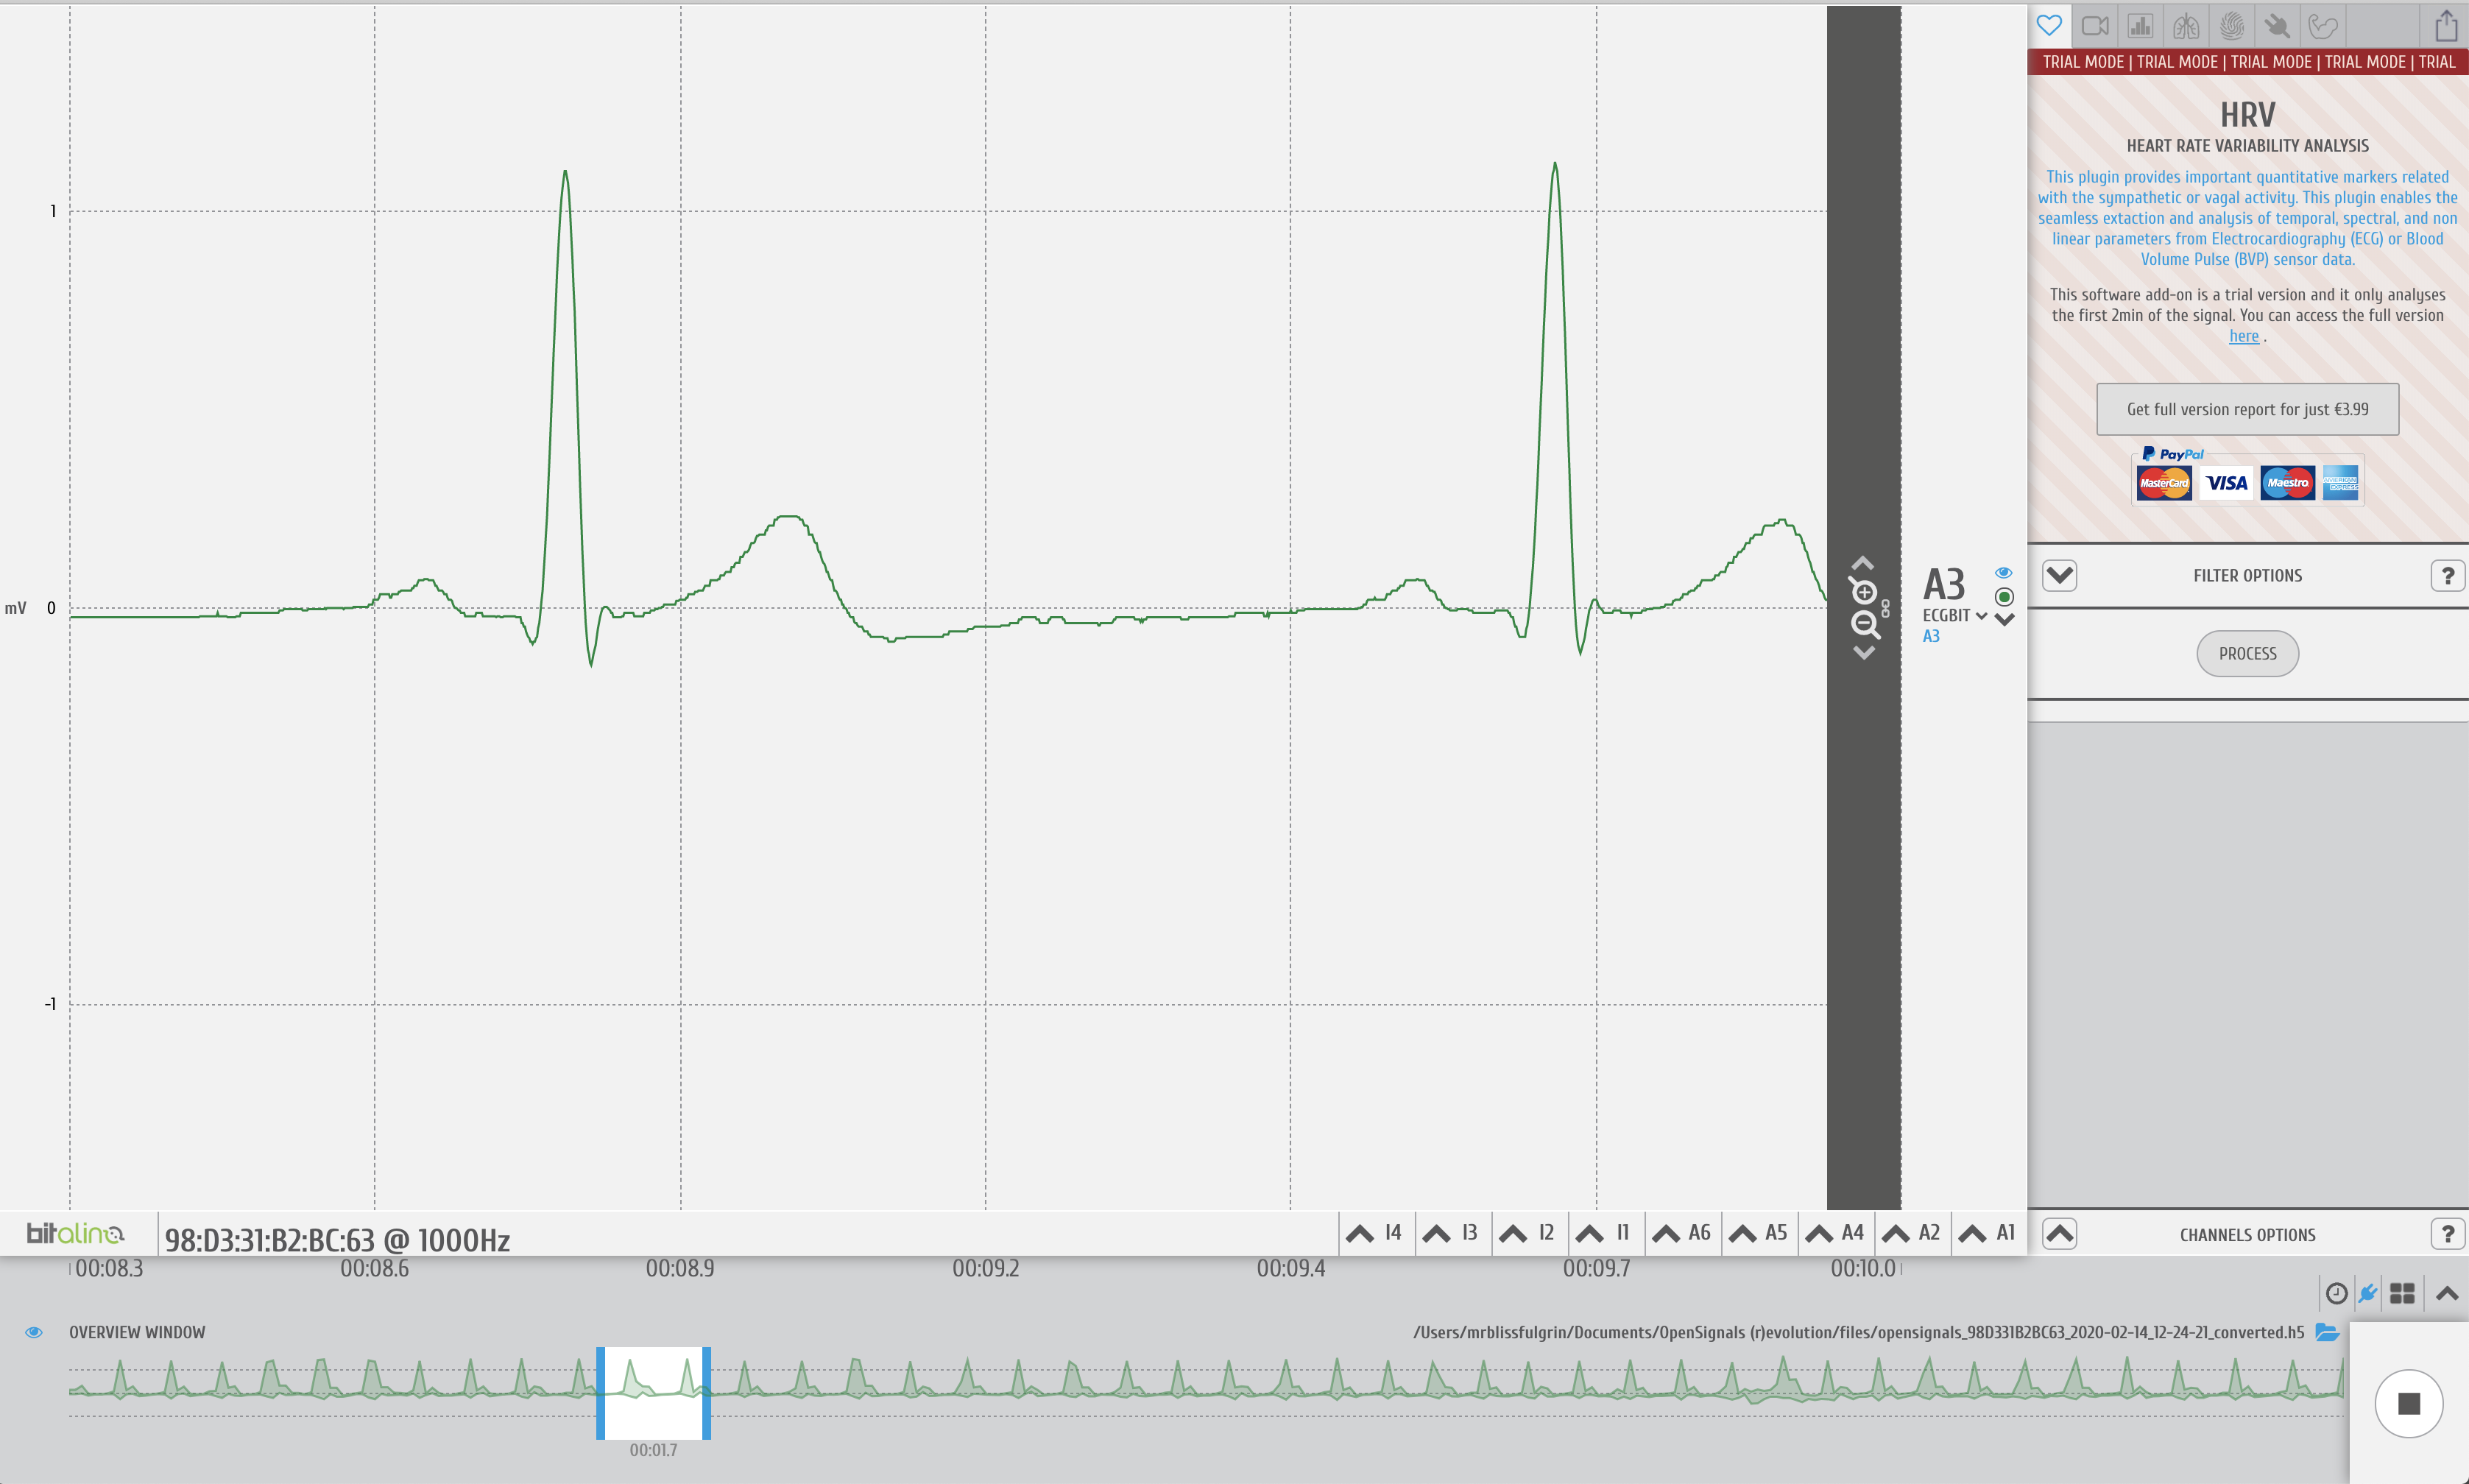 TRIAL MODE | TRIAL MODE | TRIAL MODE | TRIAL MODE | TRIAL
HRV
HEART RATE VARIABILITY ANALYSIS
This plugin provides important quantitative markers related
with the sympathetic or vagal activity. This plugin enables the
seamless extaction and analysis of temporal, spectral, and non
linear parameters from Electrocardiography (ECG) or Blood
Volume Pulse (BVP) sensor data.
This software add-on is a trial version and it only analyses
the first 2min of the signal. You can access the full version
here .
Get full version report for just €3.99
PayPal
MasterCard VISA Maestro AMERICAN EXPRESS
FILTER OPTIONS ?
PROCESS
1
mV 0
-1
A3
ECGBIT
A3
bitalino 98:D3:31:B2:BC:63 @ 1000Hz
I4 I3 I2 I1 A6 A5 A4 A2 A1
CHANNELS OPTIONS ?
00:08.3 00:08.6 00:08.9 00:09.2 00:09.4 00:09.7 00:10.0
OVERVIEW WINDOW
/Users/mrblissfulgrin/Documents/OpenSignals (r)evolution/files/opensignals_98D331B2BC63_2020-02-14_12-24-21_converted.h5
00:01.7